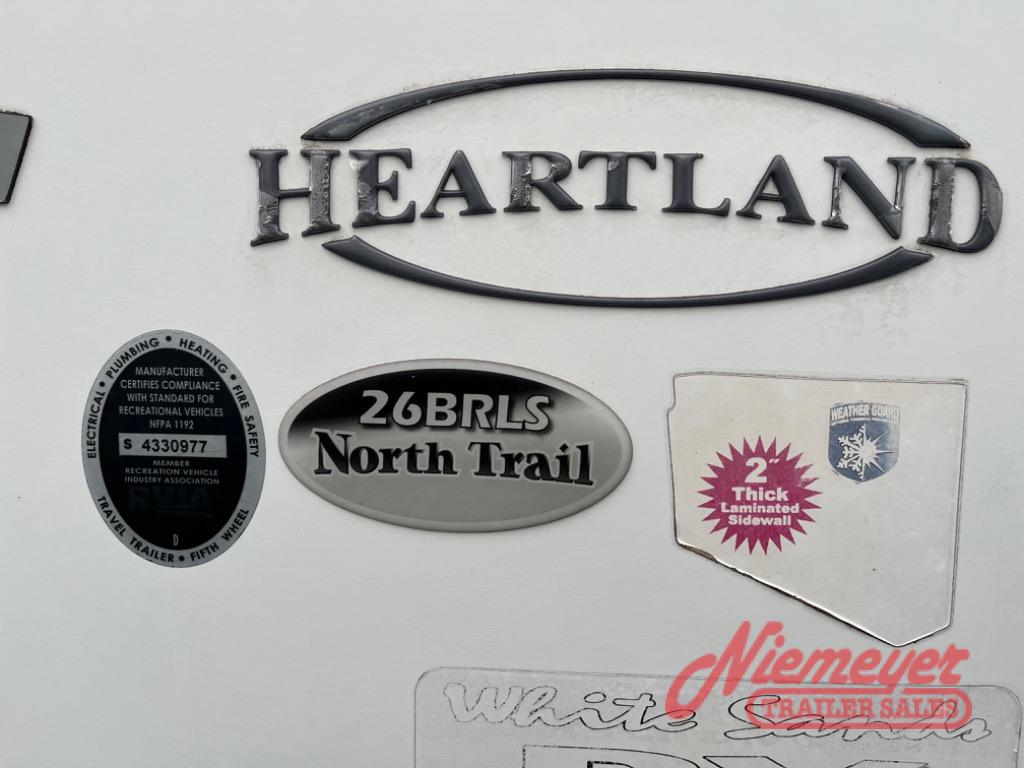 HEARTLAND
ELECTRICAL • PLUMBING • HEATING • FIRE SAFETY
MANUFACTURER
CERTIFIES COMPLIANCE
WITH STANDARD FOR
RECREATIONAL VEHICLES
NFPA 1192
S 4330977
MEMBER
RECREATION VEHICLE
INDUSTRY ASSOCIATION
RVIA
D
TRAVEL TRAILER • FIFTH WHEEL
26BRLS
North Trail
WEATHER GUARD
2"
Thick
Laminated
Sidewall
Niemeyer
TRAILER SALES
White Sands
RV